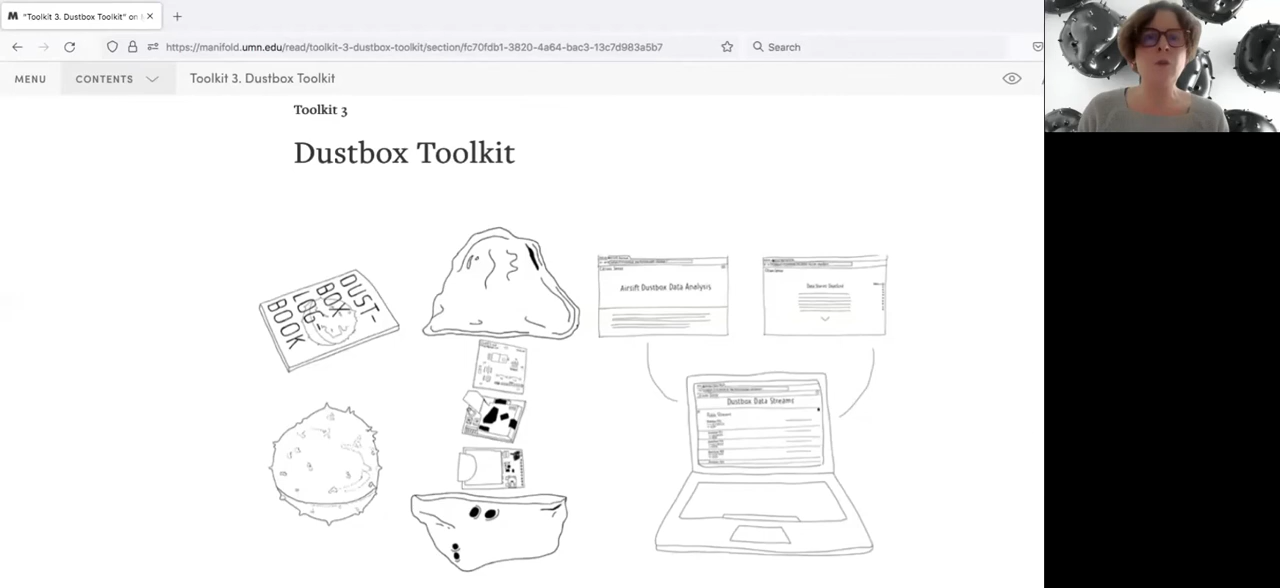 "Toolkit 3. Dustbox Toolkit" on
https://manifold.umn.edu/read/toolkit-3-dustbox-toolkit/section/fc70fdb1-3820-4a64-bac3-13c7d983a5b7
Search
MENU
CONTENTS
Toolkit 3. Dustbox Toolkit
Toolkit 3
Dustbox Toolkit
DUST-
BOX
LOG-
BOOK
Airsift Dustbox Data Analysis
Dustbox Data Streams